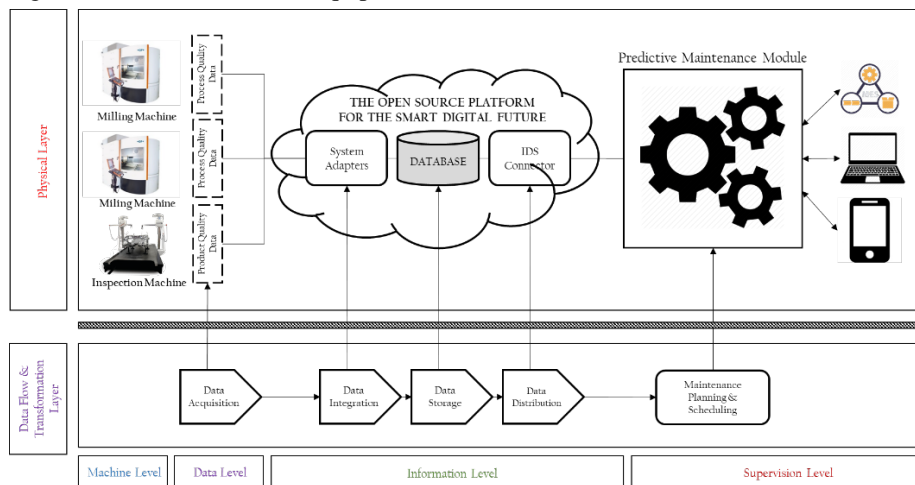 Physical Layer
Milling Machine
Miling Machine
Inspection Machine
Process Quality
Data
Process Quality
Data
Product Quality
Data
THE OPEN SOURCE PLATFORM
FOR THE SMART DIGITAL FUTURE
System
Adapters
DATABASE
IDS
Connector
Predictive Maintenance Module
Data Flow &
Transformation
Layer
Data
Acquisition
Data
Integration
Data
Storage
Data
Distribution
Maintenance
Planning &
Scheduling
Machine Level
Data Level
Information Level
Supervision Level